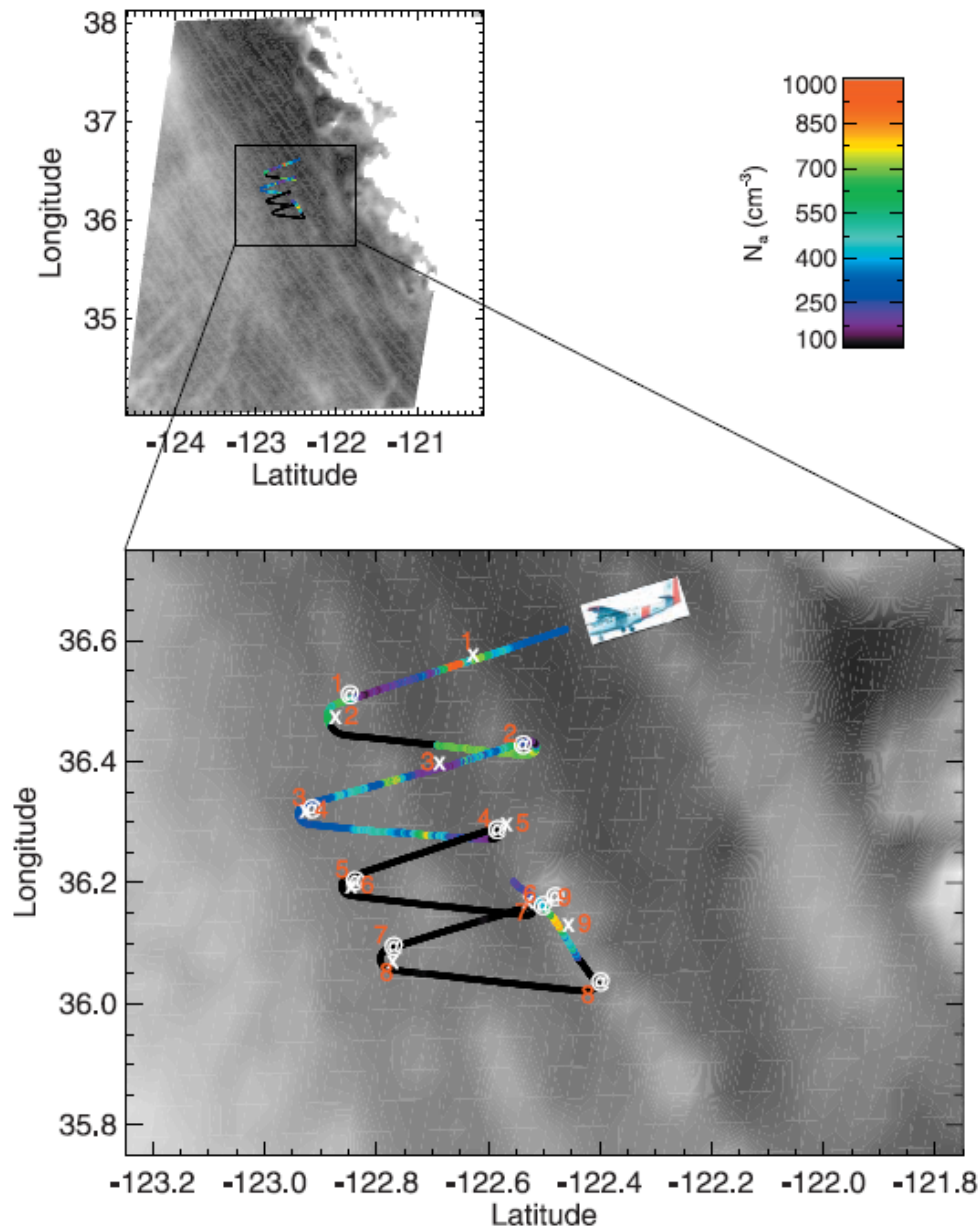 38
37
36
35
Longitude
-124 -123 -122 -121
Latitude
1000
850
700
550
400
250
100
Nₐ (cm⁻³)
36.6
36.4
36.2
36.0
35.8
Longitude
1 x
1 @
x 2
2 @
3 x
3 x @ 4
4 @ x 5
5 @
x 6
6 x @ @ 9
7
x 9
7 @
x
8
8 @
-123.2 -123.0 -122.8 -122.6 -122.4 -122.2 -122.0 -121.8
Latitude